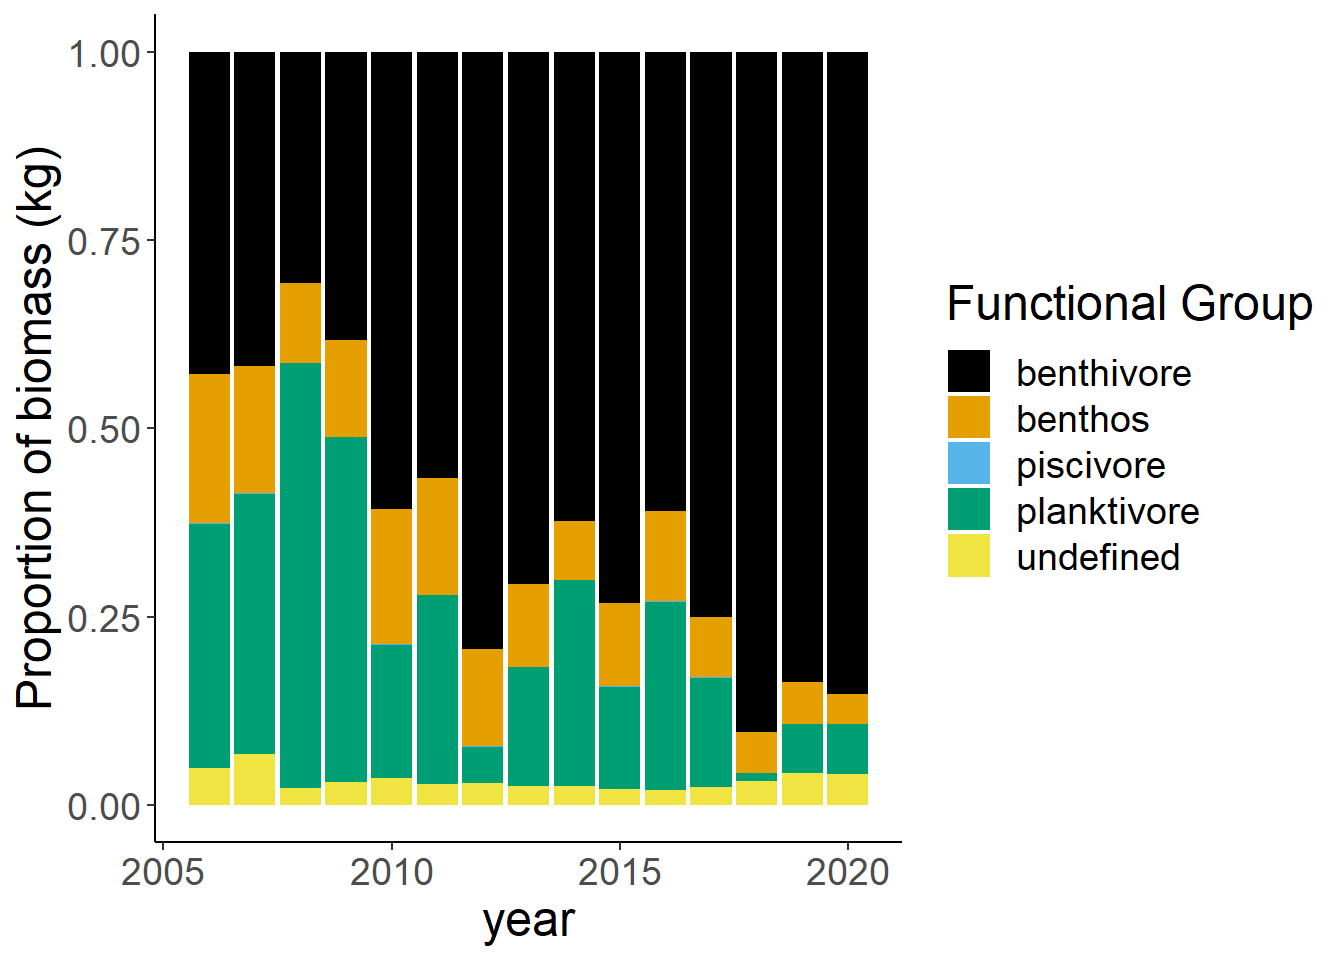 Proportion of biomass (kg)
1.00
0.75
0.50
0.25
0.00
2005
2010
2015
2020
year
Functional Group
benthivore
benthos
piscivore
planktivore
undefined